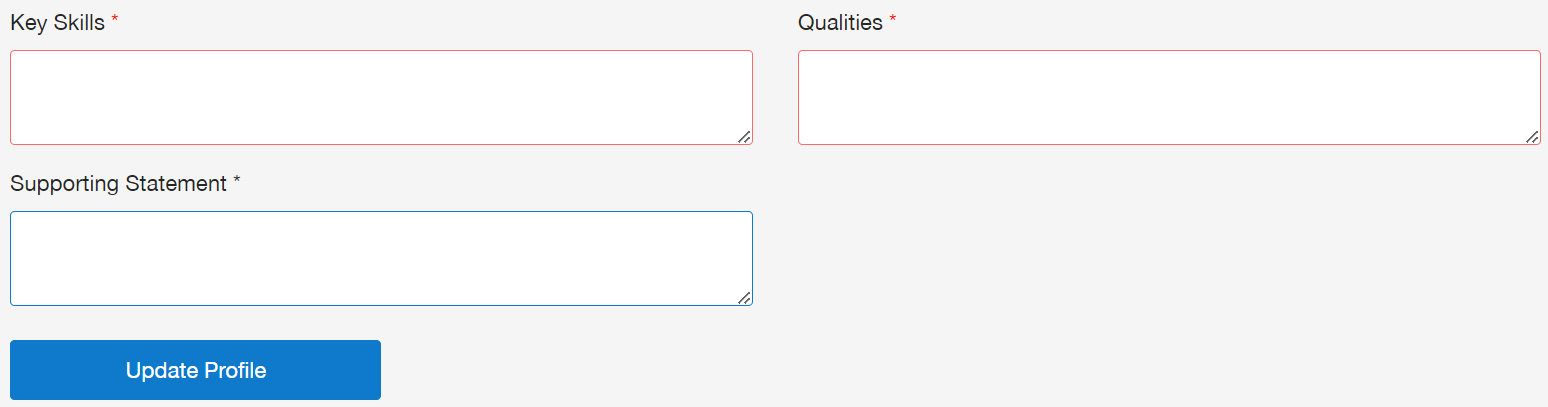 Key Skills *
Qualities *
Supporting Statement *
Update Profile